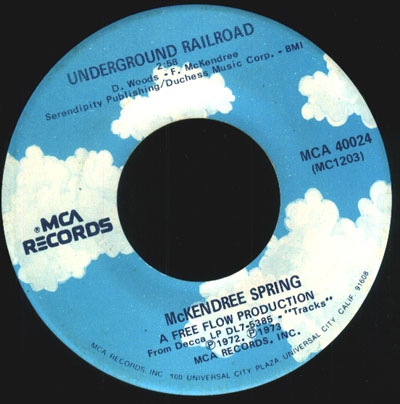 UNDERGROUND RAILROAD
2:58
D. Woods - F. McKendree
Serendipity Publishing/Duchess Music Corp. - BMI
MCA 40024
(MC1203)
®MCA
RECORDS
McKENDREE SPRING
A FREE FLOW PRODUCTION
From Decca LP DL7-5385 - "Tracks"
℗1972, ℗1973
MCA RECORDS, INC.
MCA RECORDS, INC 100 UNIVERSAL CITY PLAZA UNIVERSAL CITY, CALIF. 91608